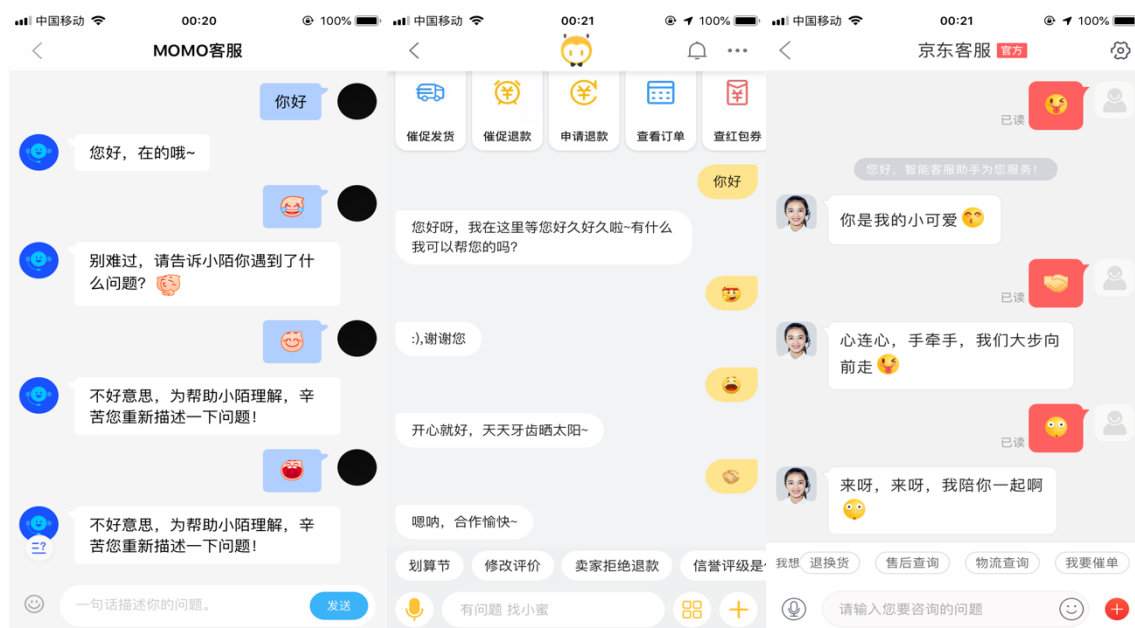 中国移动 00:20 100%
MOMO客服
你好
您好，在的哦~
别难过，请告诉小陌你遇到了什
么问题？
不好意思，为帮助小陌理解，辛
苦您重新描述一下问题！
不好意思，为帮助小陌理解，辛
苦您重新描述一下问题！
一句话描述你的问题。 发送
中国移动 00:21 100%
催促发货 催促退款 申请退款 查看订单 查红包券
你好
您好呀，我在这里等您好久好久啦~有什么
我可以帮您的吗？
:),谢谢您
开心就好，天天牙齿晒太阳~
嗯呐，合作愉快~
划算节 修改评价 卖家拒绝退款 信誉评级是
有问题 找小蜜
中国移动 00:21 100%
京东客服 官方
已读
您好，智能客服助手为您服务！
你是我的小可爱
已读
心连心，手牵手，我们大步向
前走
已读
来呀，来呀，我陪你一起啊
我想 退换货 售后查询 物流查询 我要催单
请输入您要咨询的问题